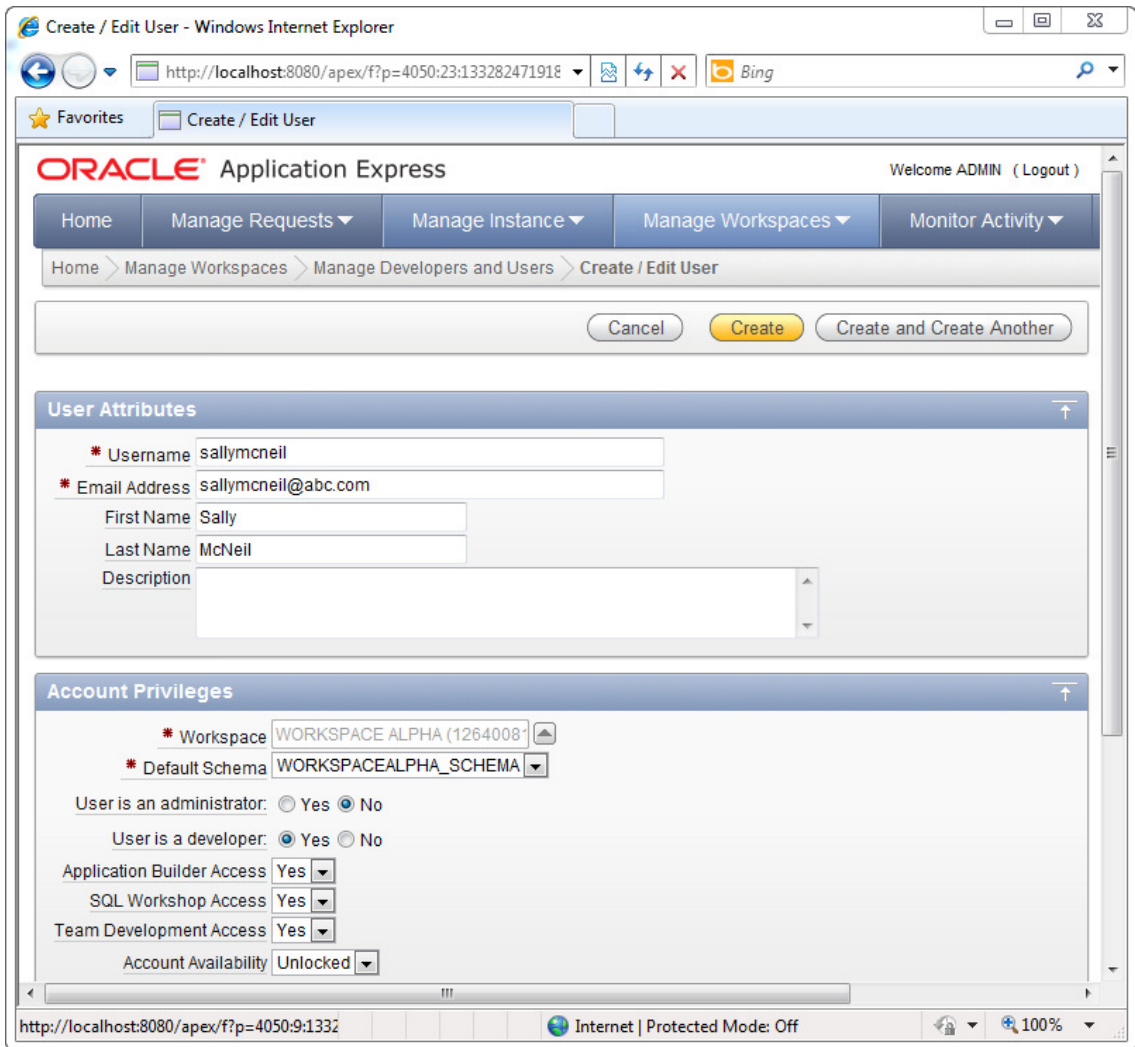 Create / Edit User - Windows Internet Explorer
http://localhost:8080/apex/f?p=4050:23:133282471918 Bing
Favorites Create / Edit User
ORACLE Application Express Welcome ADMIN ( Logout )
Home Manage Requests Manage Instance Manage Workspaces Monitor Activity
Home Manage Workspaces Manage Developers and Users Create / Edit User
Cancel Create Create and Create Another
User Attributes
* Username sallymcneil
* Email Address sallymcneil@abc.com
First Name Sally
Last Name McNeil
Description
Account Privileges
* Workspace WORKSPACE ALPHA (12640081
* Default Schema WORKSPACEALPHA_SCHEMA
User is an administrator: Yes No
User is a developer: Yes No
Application Builder Access Yes
SQL Workshop Access Yes
Team Development Access Yes
Account Availability Unlocked
http://localhost:8080/apex/f?p=4050:9:1332 Internet | Protected Mode: Off 100%